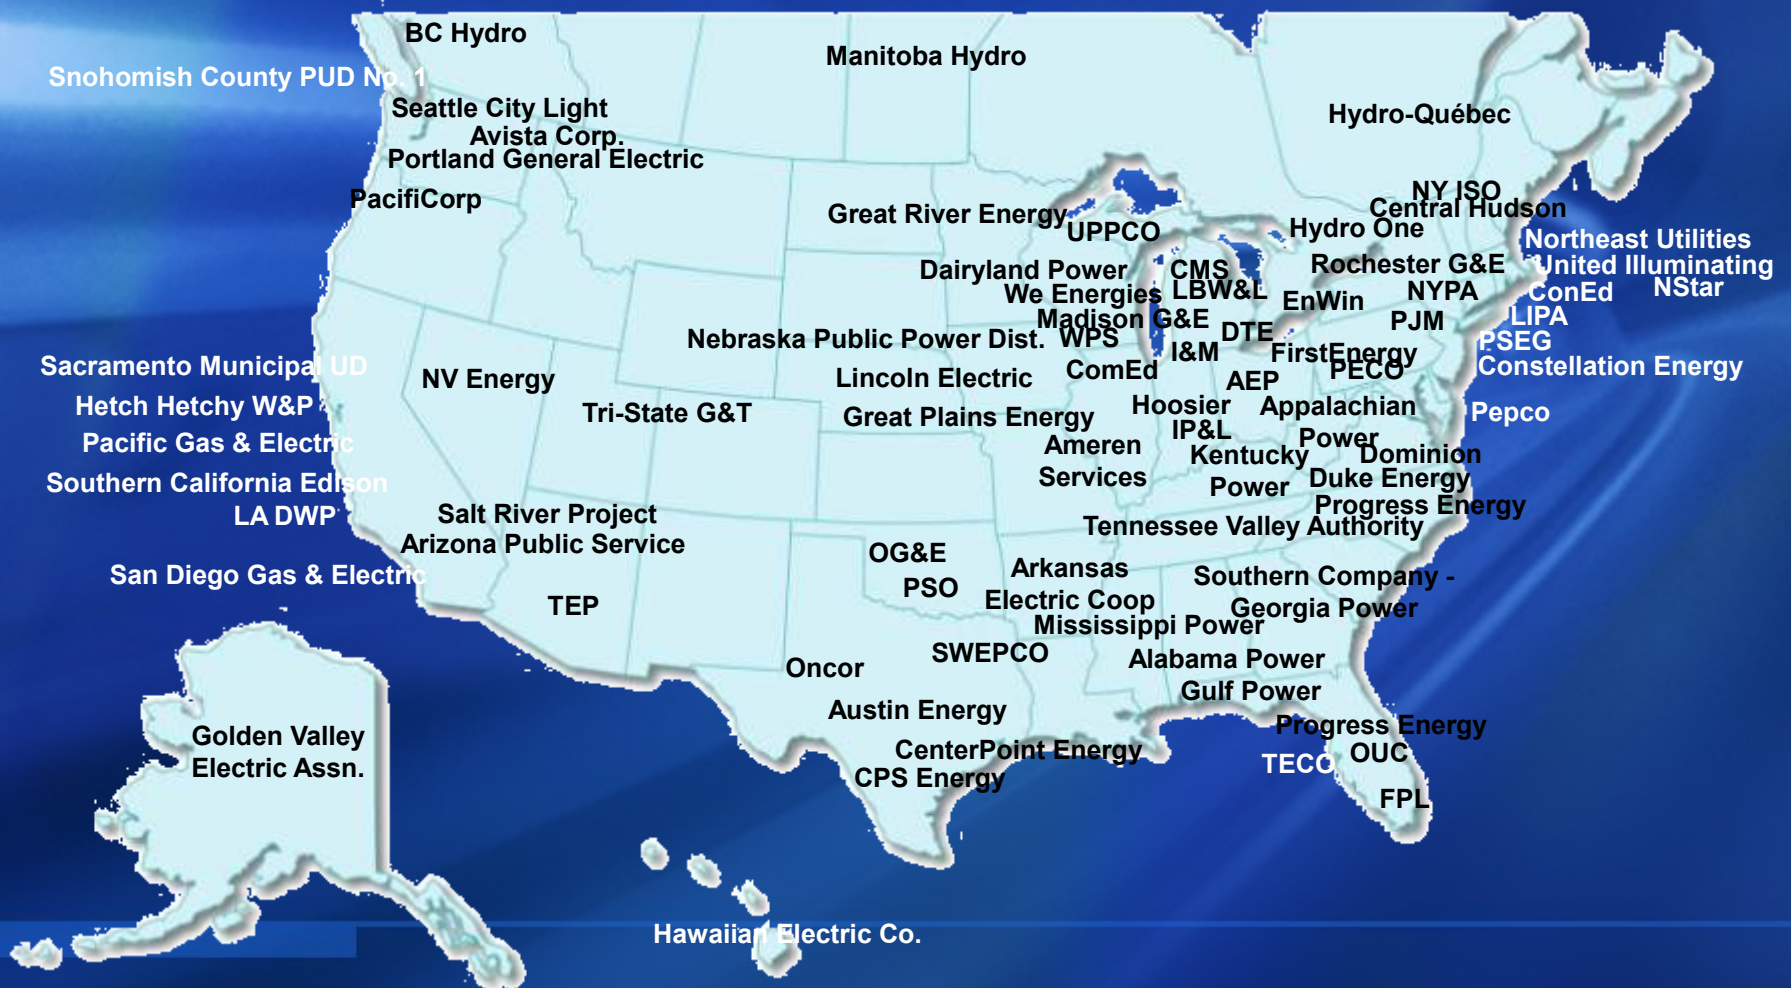 BC Hydro
Manitoba Hydro
Snohomish County PUD No. 1
Seattle City Light
Hydro-Québec
Avista Corp.
Portland General Electric
PacifiCorp
NY ISO
Central Hudson
Great River Energy
UPPCO
Hydro One
Northeast Utilities
Dairyland Power
CMS
Rochester G&E
United Illuminating
We Energies
LBW&L
EnWin
NYPA
ConEd
NStar
Madison G&E
DTE
PJM
LIPA
Nebraska Public Power Dist.
WPS
I&M
FirstEnergy
PSEG
Sacramento Municipal UD
NV Energy
Lincoln Electric
ComEd
AEP
PECO
Constellation Energy
Hetch Hetchy W&P
Tri-State G&T
Great Plains Energy
Hoosier
Appalachian
Power
Pepco
Pacific Gas & Electric
Ameren
Services
IP&L
Kentucky
Power
Dominion
Southern California Edison
Duke Energy
LA DWP
Salt River Project
Progress Energy
Arizona Public Service
Tennessee Valley Authority
San Diego Gas & Electric
OG&E
PSO
Arkansas
Electric Coop
Southern Company -
Georgia Power
TEP
Mississippi Power
Oncor
SWEPCO
Alabama Power
Gulf Power
Austin Energy
Progress Energy
Golden Valley
Electric Assn.
CenterPoint Energy
TECO
OUC
CPS Energy
FPL
Hawaiian Electric Co.